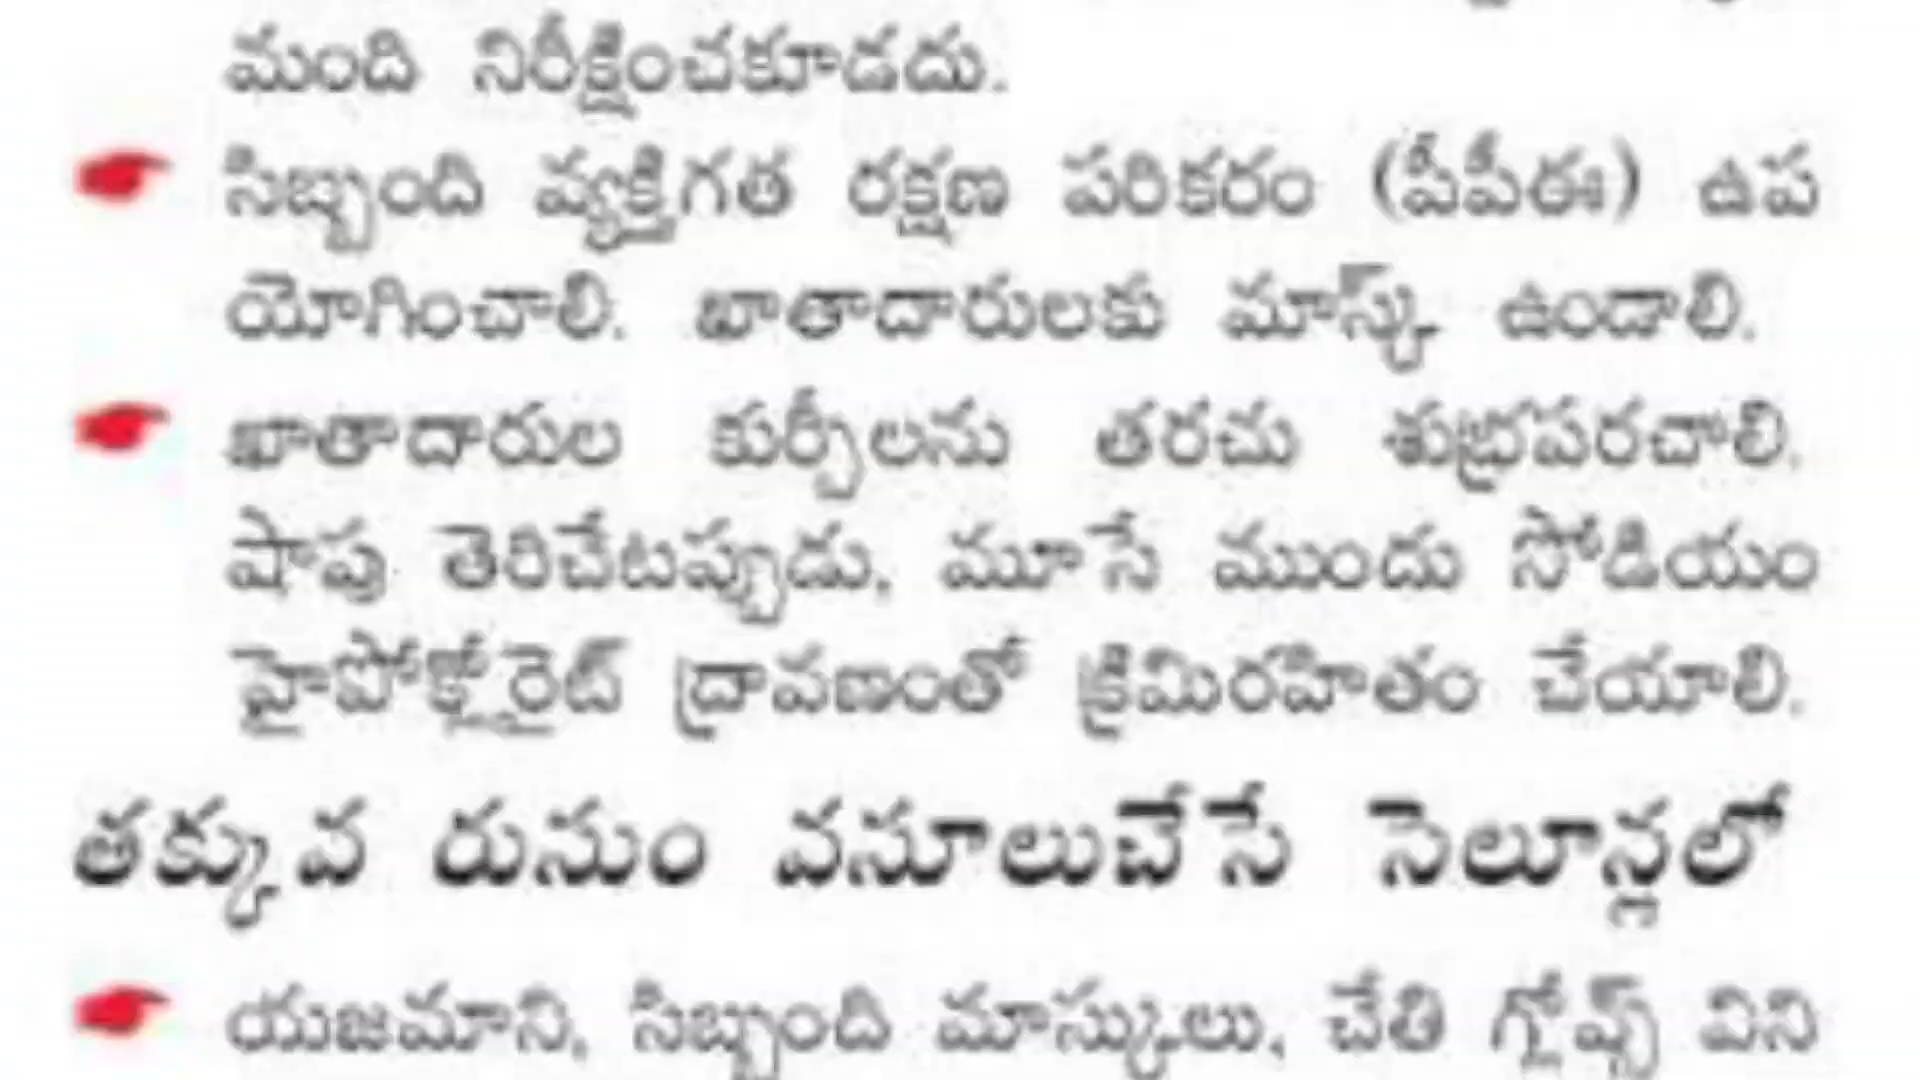 మంది నిరీక్షించకూడదు.
సిబ్బంది వ్యక్తిగత రక్షణ పరికరం (పీపీఈ) ఉప
యోగించాలి. ఖాతాదారులకు మాస్క్ ఉండాలి.
ఖాతాదారుల కుర్చీలను తరచు శుభ్రపరచాలి.
షాపు తెరిచేటప్పుడు, మూసే ముందు సోడియం
హైపోక్లోరైట్ ద్రావణంతో క్రిమిరహితం చేయాలి.
తక్కువ రుసుం వసూలుచేసే సెలూన్లలో
యజమాని, సిబ్బంది మాస్కులు, చేతి గ్లోవ్స్ విని